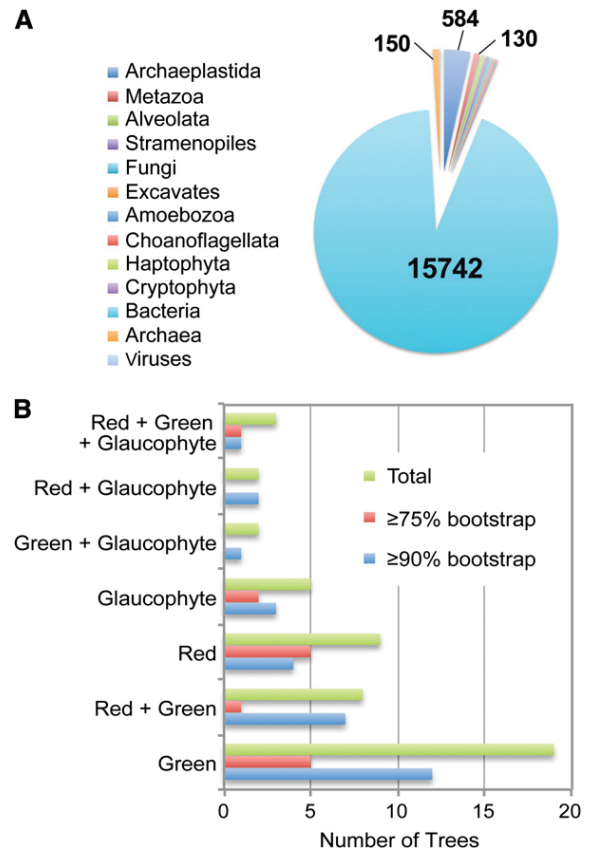 A
150
584
130
Archaeplastida
Metazoa
Alveolata
Stramenopiles
Fungi
Excavates
Amoebozoa
Choanoflagellata
Haptophyta
Cryptophyta
Bacteria
Archaea
Viruses
15742
B
Red + Green
+ Glaucophyte
Red + Glaucophyte
Green + Glaucophyte
Glaucophyte
Red
Red + Green
Green
Total
≥75% bootstrap
≥90% bootstrap
0 5 10 15 20
Number of Trees